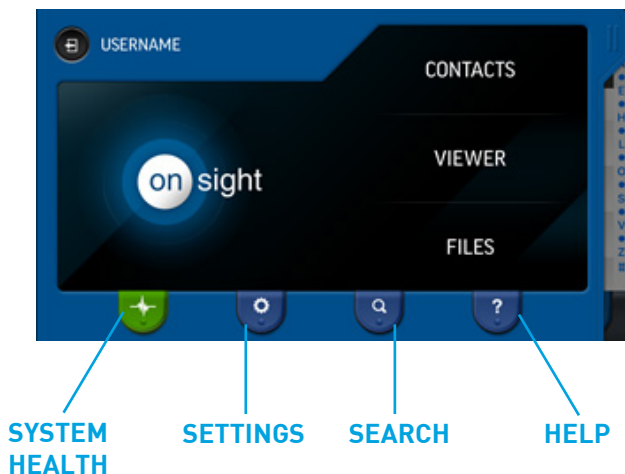 USERNAME
CONTACTS
VIEWER
FILES
on sight
E
H
L
O
S
V
Z
#
?
SYSTEM
HEALTH
SETTINGS
SEARCH
HELP